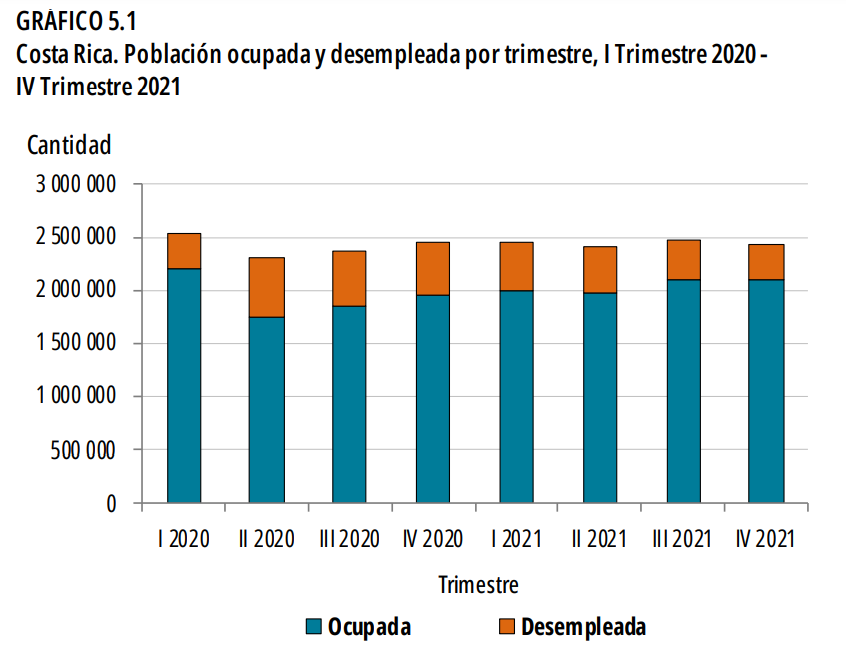 GRÁFICO 5.1
Costa Rica. Población ocupada y desempleada por trimestre, I Trimestre 2020 -
IV Trimestre 2021
Cantidad
3 000 000
2 500 000
2 000 000
1 500 000
1 000 000
500 000
0
I 2020 II 2020 III 2020 IV 2020 I 2021 II 2021 III 2021 IV 2021
Trimestre
Ocupada Desempleada